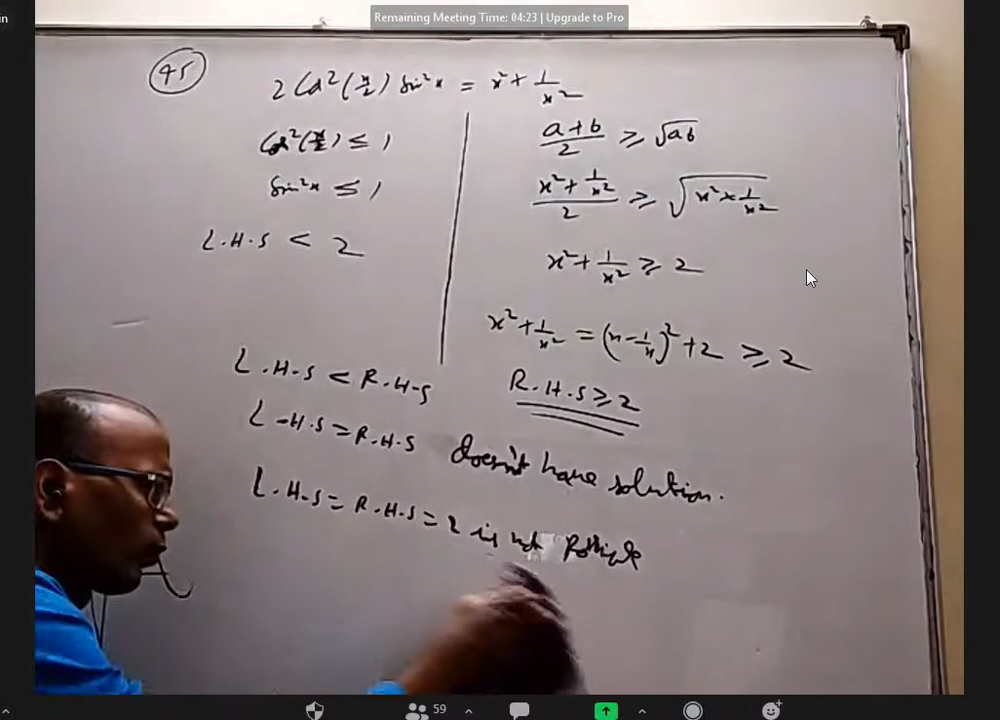 in
Remaining Meeting Time: 04:23 | Upgrade to Pro
45
2 Cos²(x/2) Sin²x = x² + 1/x²
Cos²(x/2) ≤ 1
Sin²x ≤ 1
L.H.S < 2
(a+b)/2 ≥ √ab
(x² + 1/x²)/2 ≥ √(x² × 1/x²)
x² + 1/x² ≥ 2
x² + 1/x² = (x - 1/x)² + 2 ≥ 2
R.H.S ≥ 2
L.H.S < R.H.S
L.H.S = R.H.S doesn't have solution.
L.H.S = R.H.S = 2 is not Possible
59